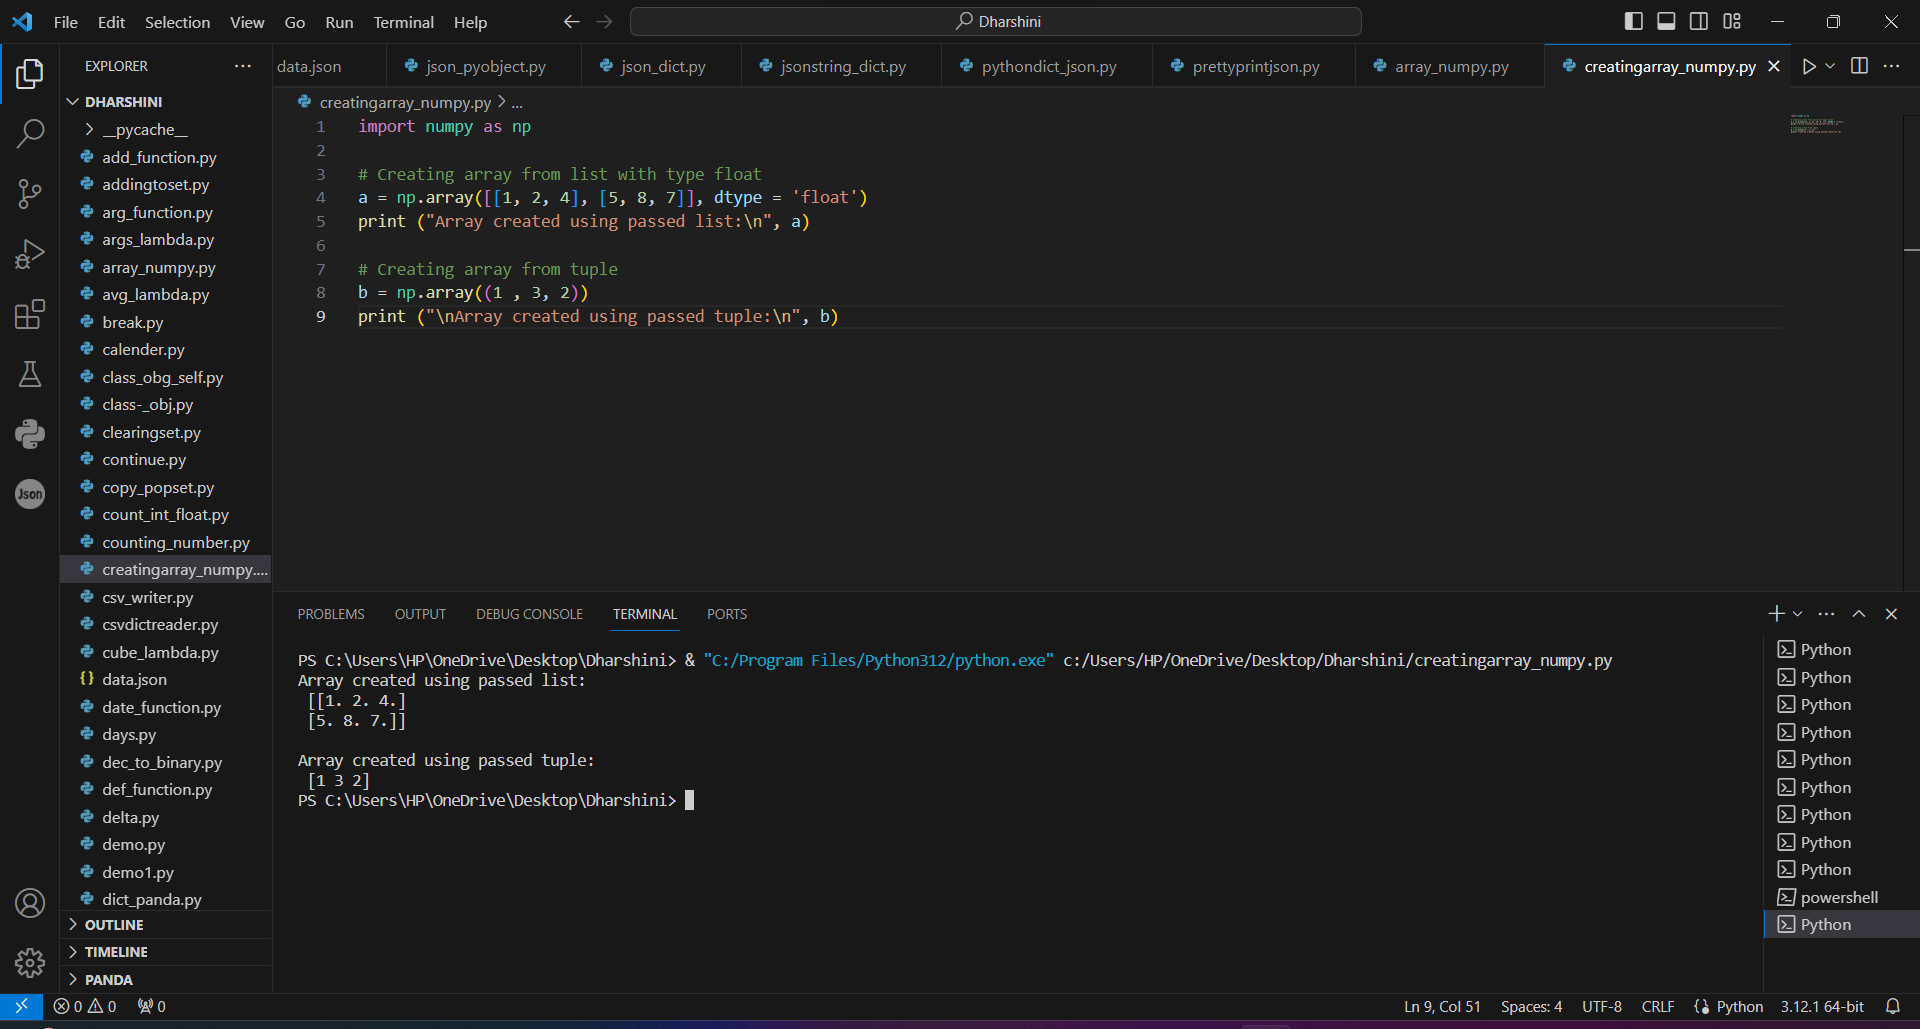 File Edit Selection View Go Run Terminal Help
Dharshini
EXPLORER
DHARSHINI
__pycache__
add_function.py
addingtoset.py
arg_function.py
args_lambda.py
array_numpy.py
avg_lambda.py
break.py
calender.py
class_obg_self.py
class-_obj.py
clearingset.py
continue.py
copy_popset.py
count_int_float.py
counting_number.py
creatingarray_numpy....
csv_writer.py
csvdictreader.py
cube_lambda.py
data.json
date_function.py
days.py
dec_to_binary.py
def_function.py
delta.py
demo.py
demo1.py
dict_panda.py
OUTLINE
TIMELINE
PANDA
Json
data.json json_pyobject.py json_dict.py jsonstring_dict.py pythondict_json.py prettyprintjson.py array_numpy.py creatingarray_numpy.py
creatingarray_numpy.py > ...
1 import numpy as np
2
3 # Creating array from list with type float
4 a = np.array([[1, 2, 4], [5, 8, 7]], dtype = 'float')
5 print ("Array created using passed list:\n", a)
6
7 # Creating array from tuple
8 b = np.array((1 , 3, 2))
9 print ("\nArray created using passed tuple:\n", b)
PROBLEMS OUTPUT DEBUG CONSOLE TERMINAL PORTS
PS C:\Users\HP\OneDrive\Desktop\Dharshini> & "C:/Program Files/Python312/python.exe" c:/Users/HP/OneDrive/Desktop/Dharshini/creatingarray_numpy.py
Array created using passed list:
[[1. 2. 4.]
[5. 8. 7.]]
Array created using passed tuple:
[1 3 2]
PS C:\Users\HP\OneDrive\Desktop\Dharshini>
Python
Python
Python
Python
Python
Python
Python
Python
Python
powershell
Python
0 0 0
Ln 9, Col 51 Spaces: 4 UTF-8 CRLF Python 3.12.1 64-bit